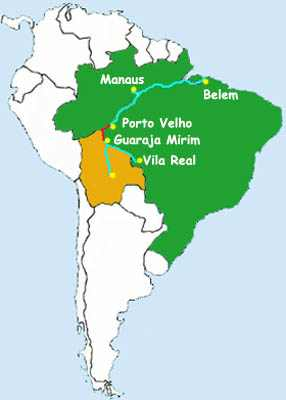 Manaus
Belem
Porto Velho
Guaraja Mirim
Vila Real